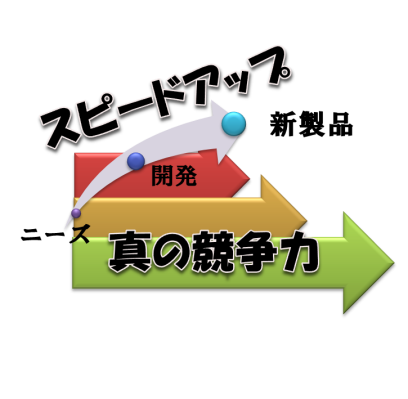 スピードアップ
新製品
開発
ニーズ
真の競争力